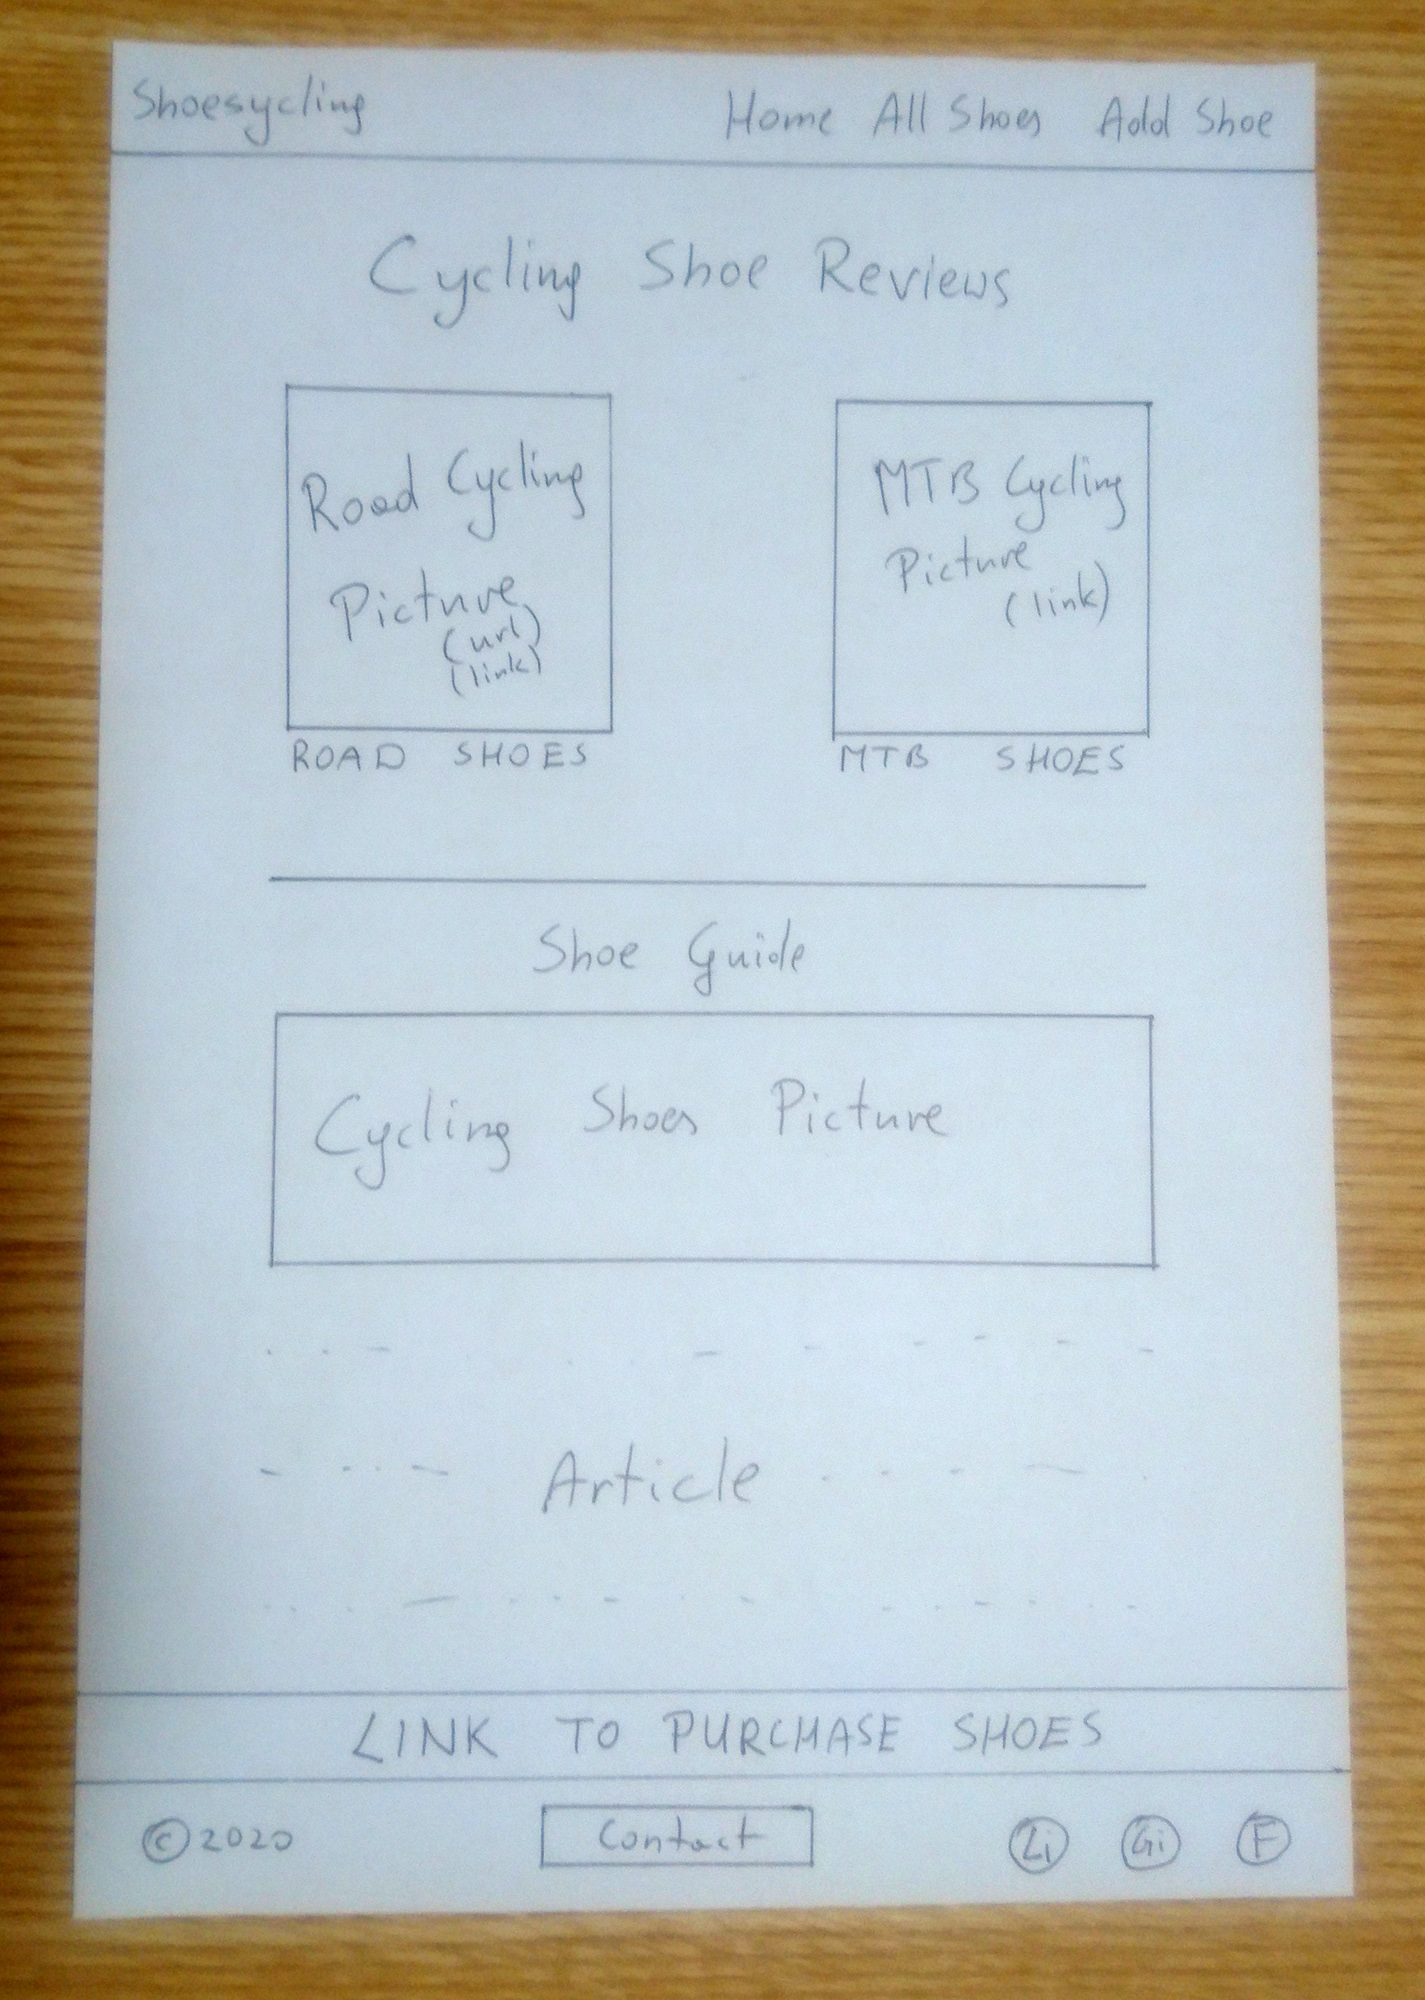 Shoesycling Home All Shoes Add Shoe
Cycling Shoe Reviews
Road Cycling
Picture
(url)
(link)
ROAD SHOES
MTB Cycling
Picture
(link)
MTB SHOES
Shoe Guide
Cycling Shoes Picture
Article
LINK TO PURCHASE SHOES
© 2020 Contact Li Gi F